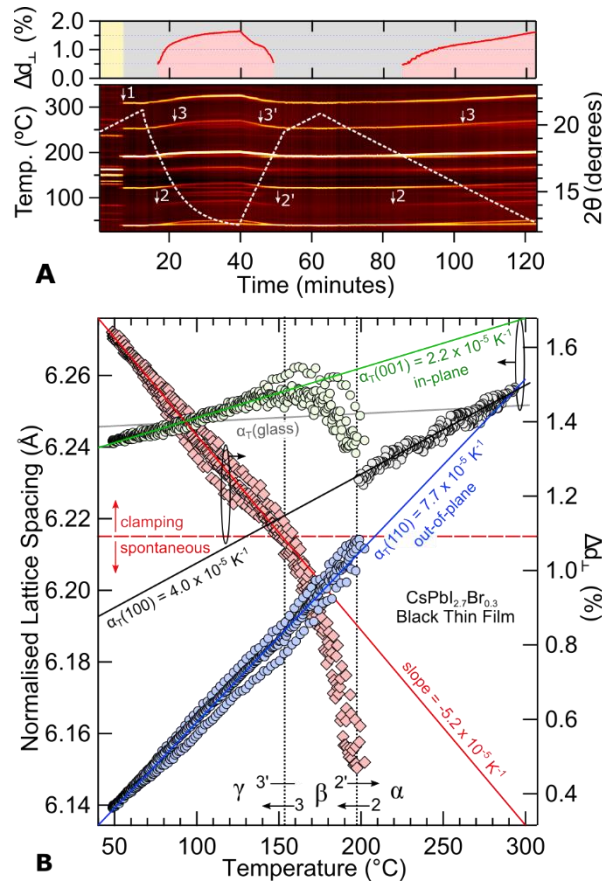 2.0
1.5
1.0
0.5
0.0
Δd⊥ (%)
300
200
100
Temp. (ºC)
1
3
3'
3
2
2'
2
20
15
2θ (degrees)
20 40 60 80 100 120
Time (minutes)
A
6.26
6.24
6.22
6.20
6.18
6.16
6.14
Normalised Lattice Spacing (Å)
αT(001) = 2.2 x 10⁻⁵ K⁻¹
in-plane
αT(glass)
clamping
spontaneous
αT(100) = 4.0 x 10⁻⁵ K⁻¹
αT(110) = 7.7 x 10⁻⁵ K⁻¹
out-of-plane
CsPbI2.7Br0.3
Black Thin Film
slope = -5.2 x 10⁻⁵ K⁻¹
1.6
1.4
1.2
1.0
0.8
0.6
0.4
Δd⊥ (%)
γ 3' 3 β 2' 2 α
50 100 150 200 250 300
Temperature (°C)
B